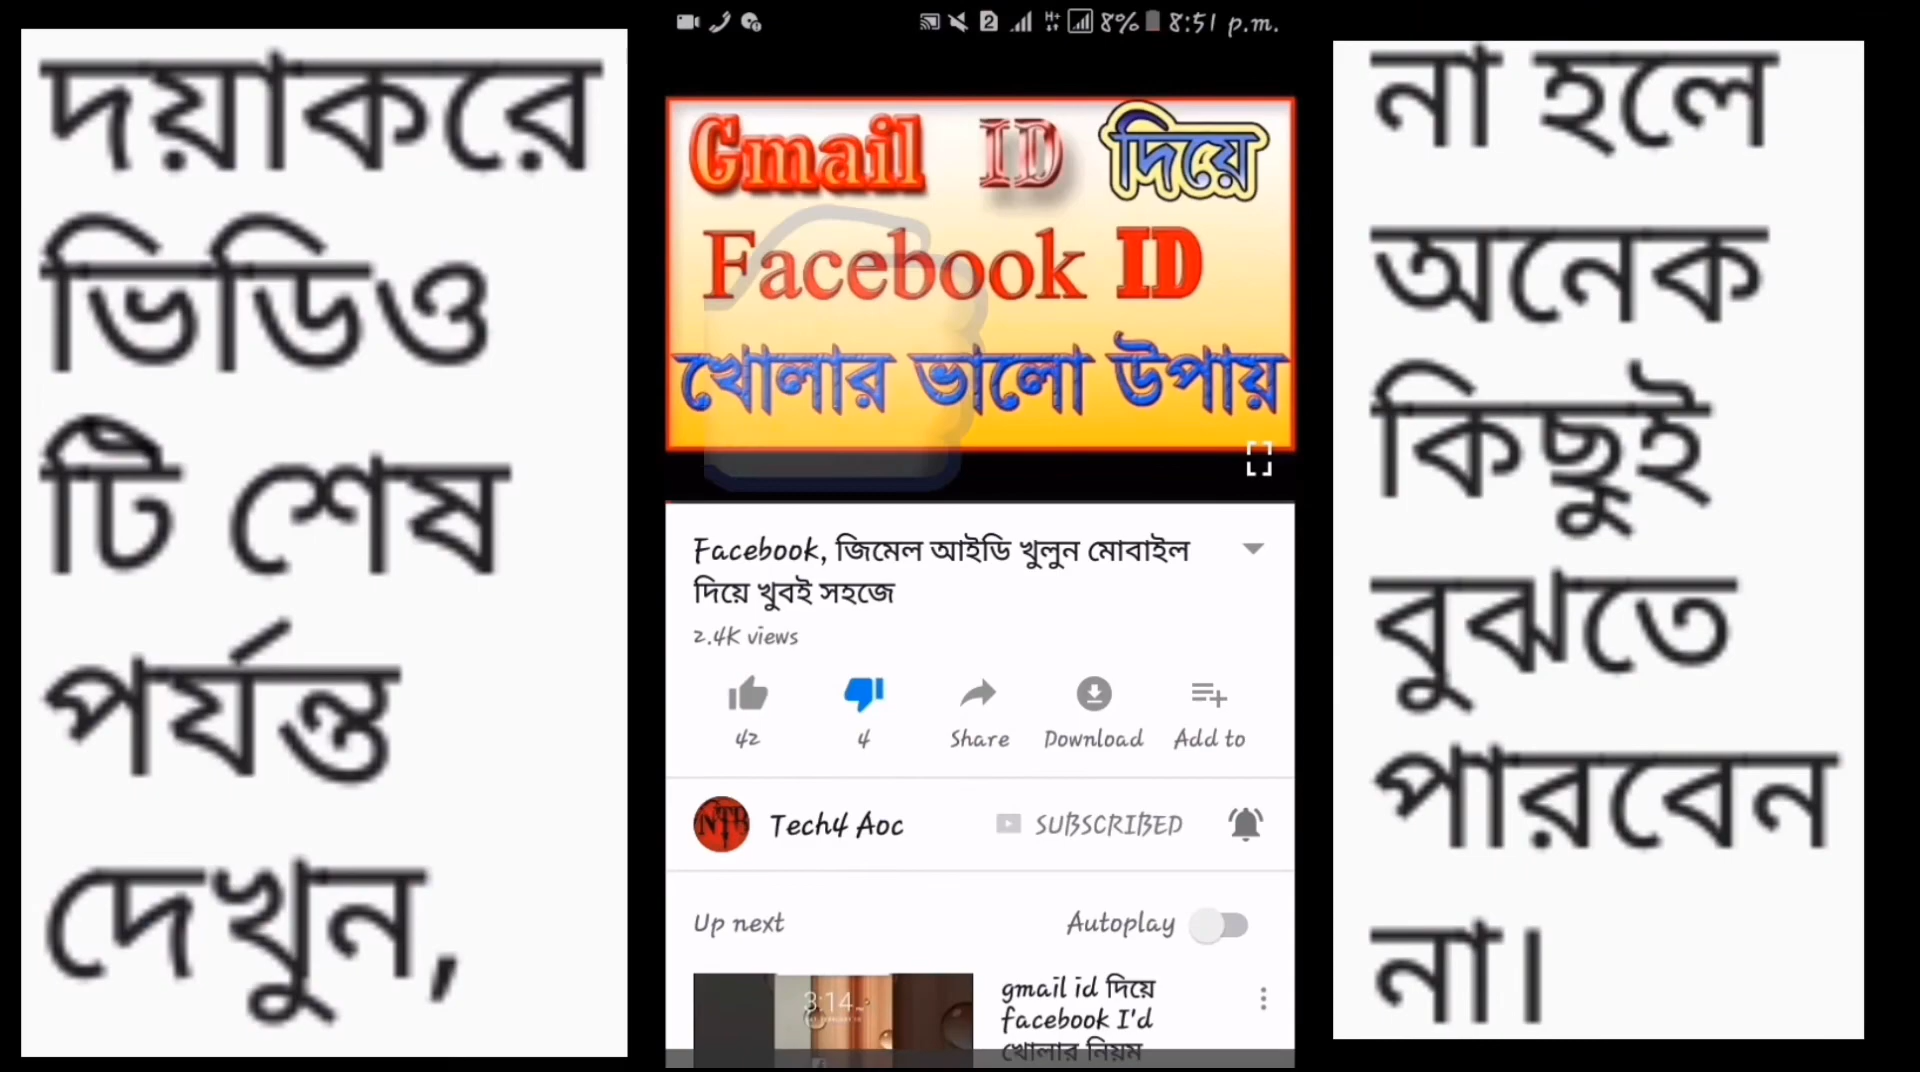 দয়াকরে
ভিডিও
টি শেষ
পর্যন্ত
দেখুন,
8% 8:51 p.m.
Gmail ID দিয়ে
Facebook ID
খোলার ভালো উপায়
Facebook, জিমেল আইডি খুলুন মোবাইল
দিয়ে খুবই সহজে
2.4K views
42 4 Share Download Add to
NTB Tech4 Aoc SUBSCRIBED
Up next Autoplay
3:14
gmail id দিয়ে
facebook I'd
খোলার নিয়ম
না হলে
অনেক
কিছুই
বুঝতে
পারবেন
না।